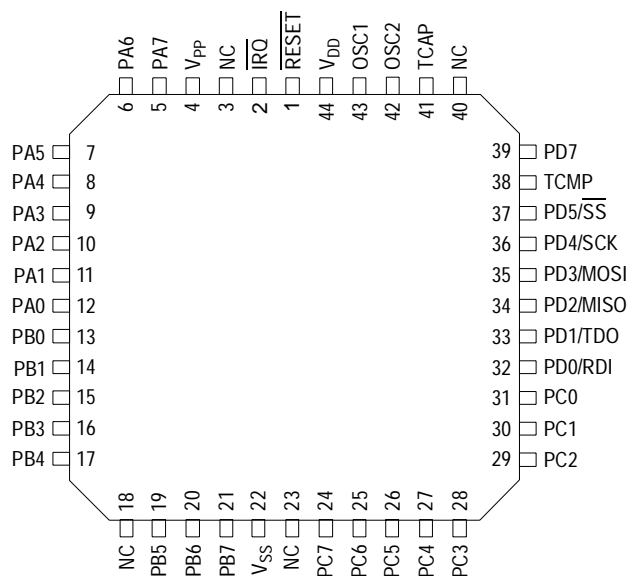 PA6 PA7 VPP NC I̅R̅Q̅ R̅E̅S̅E̅T̅ VDD OSC1 OSC2 TCAP NC
6 5 4 3 2 1 44 43 42 41 40
PA5 7 39 PD7
PA4 8 38 TCMP
PA3 9 37 PD5/S̅S̅
PA2 10 36 PD4/SCK
PA1 11 35 PD3/MOSI
PA0 12 34 PD2/MISO
PB0 13 33 PD1/TDO
PB1 14 32 PD0/RDI
PB2 15 31 PC0
PB3 16 30 PC1
PB4 17 29 PC2
18 19 20 21 22 23 24 25 26 27 28
NC PB5 PB6 PB7 VSS NC PC7 PC6 PC5 PC4 PC3